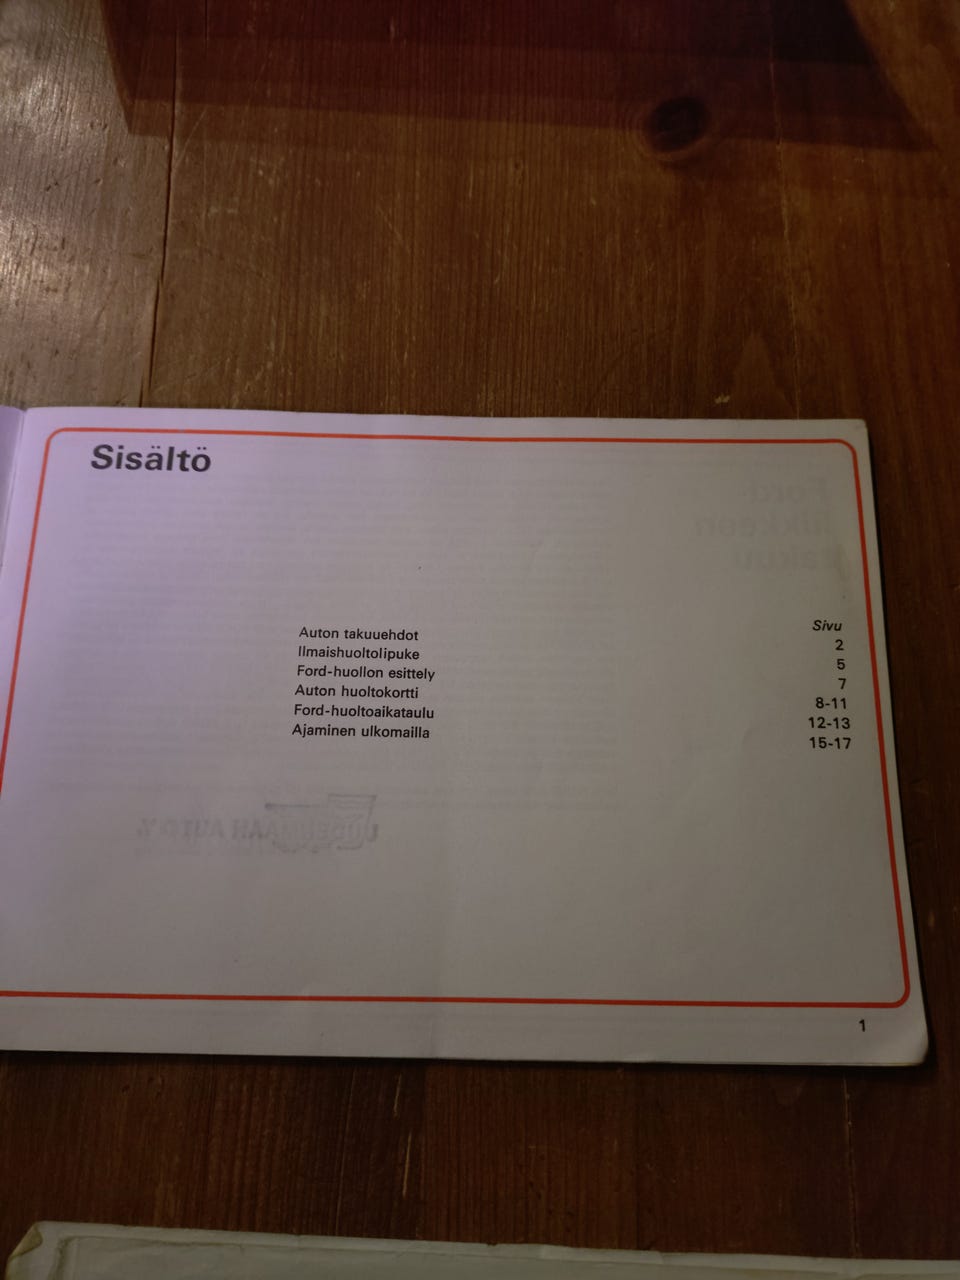 Sisältö
Sivu
Auton takuuehdot 2
Ilmaishuoltolipuke 5
Ford-huollon esittely 7
Auton huoltokortti 8-11
Ford-huoltoaikataulu 12-13
Ajaminen ulkomailla 15-17
1